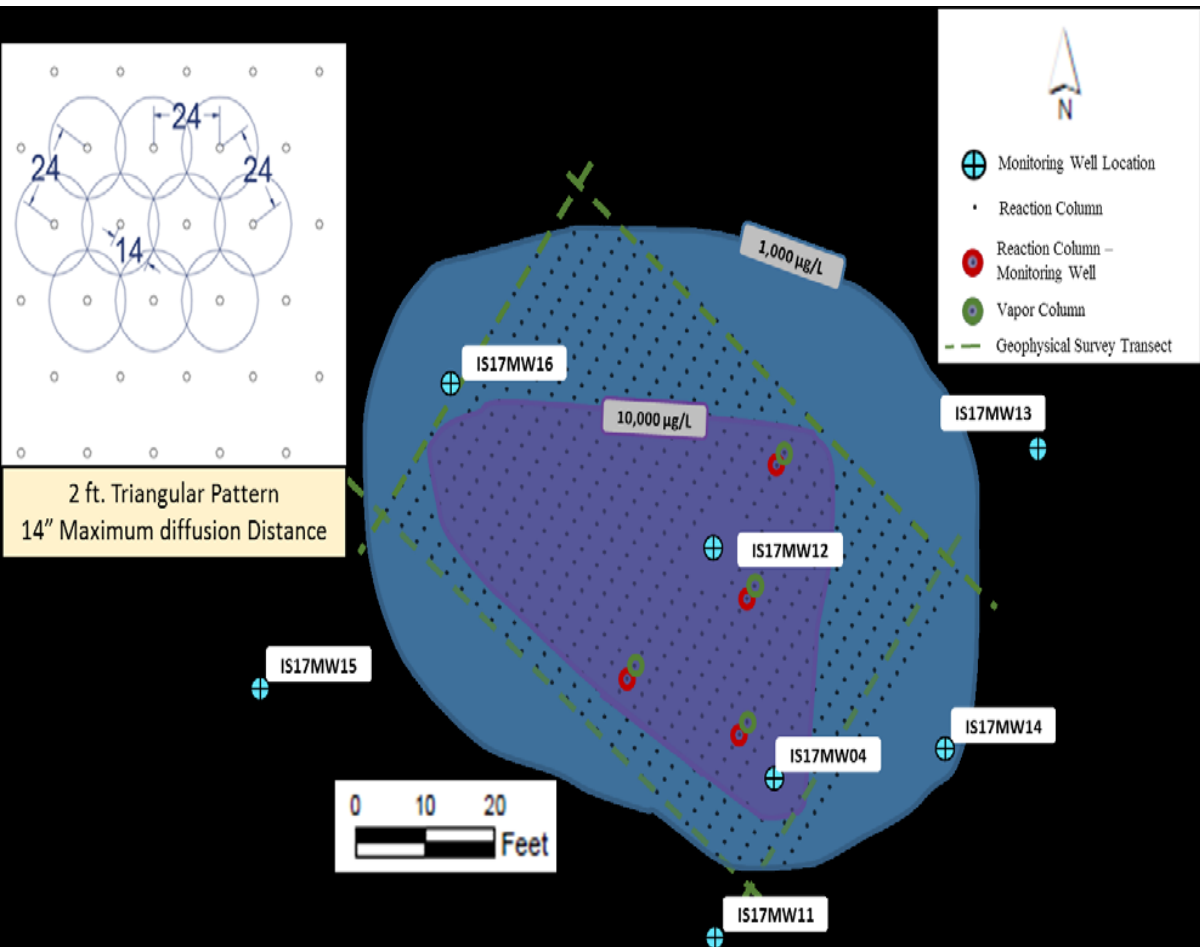 24
24
24
14
2 ft. Triangular Pattern
14” Maximum diffusion Distance
N
Monitoring Well Location
Reaction Column
Reaction Column –
Monitoring Well
Vapor Column
Geophysical Survey Transect
1,000 µg/L
IS17MW16
10,000 µg/L
IS17MW13
IS17MW12
IS17MW15
IS17MW14
IS17MW04
0 10 20
Feet
IS17MW11